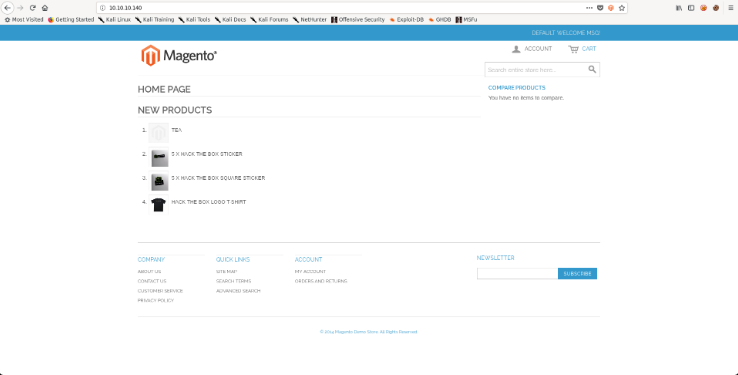 10.10.10.140
Most Visited Getting Started Kali Linux Kali Training Kali Tools Kali Docs Kali Forums NetHunter Offensive Security Exploit-DB GHDB MSFu
DEFAULT WELCOME MSG!
Magento®
ACCOUNT CART
Search entire store here...
COMPARE PRODUCTS
You have no items to compare.
HOME PAGE
NEW PRODUCTS
1. TEA
2. 5 X HACK THE BOX STICKER
3. 5 X HACK THE BOX SQUARE STICKER
4. HACK THE BOX LOGO T-SHIRT
COMPANY
ABOUT US
CONTACT US
CUSTOMER SERVICE
PRIVACY POLICY
QUICK LINKS
SITE MAP
SEARCH TERMS
ADVANCED SEARCH
ACCOUNT
MY ACCOUNT
ORDERS AND RETURNS
NEWSLETTER
SUBSCRIBE
© 2014 Magento Demo Store. All Rights Reserved.